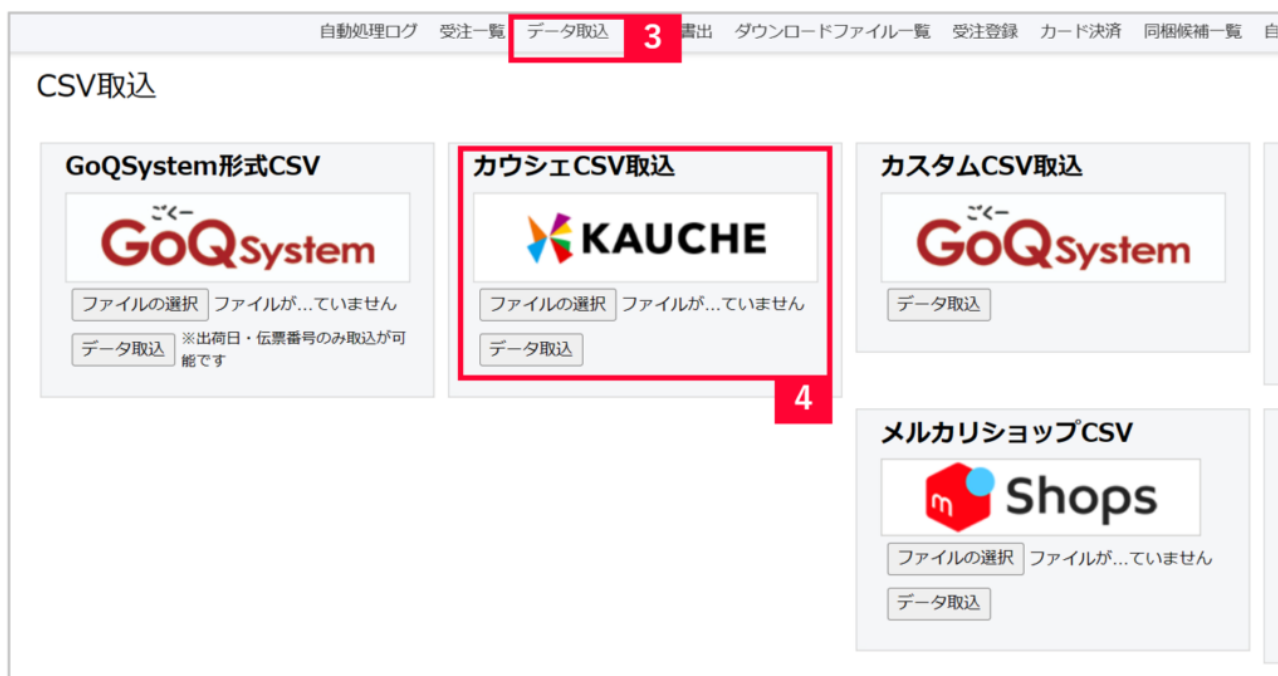 自動処理ログ 受注一覧 データ取込 3 書出 ダウンロードファイル一覧 受注登録 カード決済 同梱候補一覧 自
CSV取込
GoQSystem形式CSV
ごくー
GoQSystem
ファイルの選択 ファイルが...ていません
データ取込 ※出荷日・伝票番号のみ取込が可
能です
カウシェCSV取込
KAUCHE
ファイルの選択 ファイルが...ていません
データ取込
4
カスタムCSV取込
ごくー
GoQSystem
データ取込
メルカリショップCSV
m Shops
ファイルの選択 ファイルが...ていません
データ取込